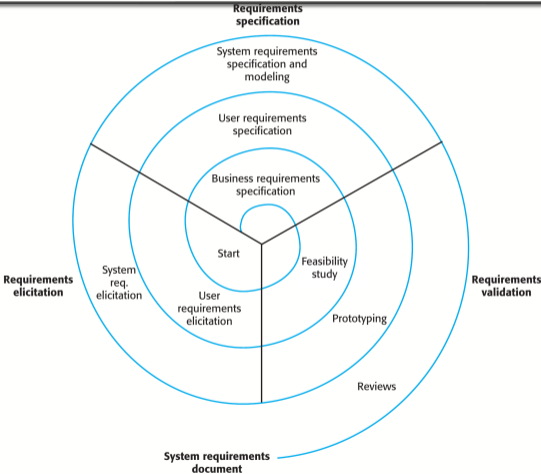 Requirements
specification
System requirements
specification and
modeling
User requirements
specification
Business requirements
specification
Start
Feasibility
study
System
req.
elicitation
User
requirements
elicitation
Requirements
elicitation
Requirements
validation
Prototyping
Reviews
System requirements
document